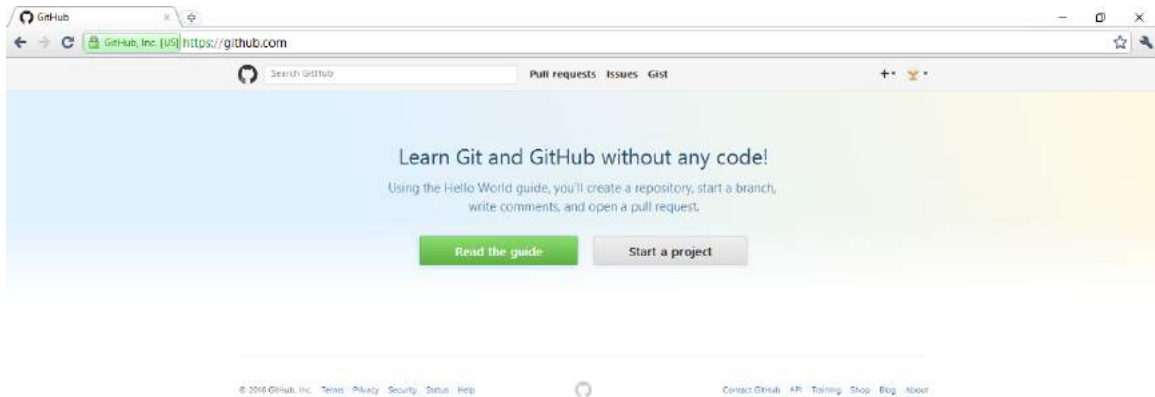 GitHub
GitHub, Inc. [US] https://github.com
Search GitHub Pull requests Issues Gist
Learn Git and GitHub without any code!
Using the Hello World guide, you'll create a repository, start a branch,
write comments, and open a pull request.
Read the guide Start a project
© 2016 GitHub, Inc. Terms Privacy Security Status Help Contact GitHub API Training Shop Blog About